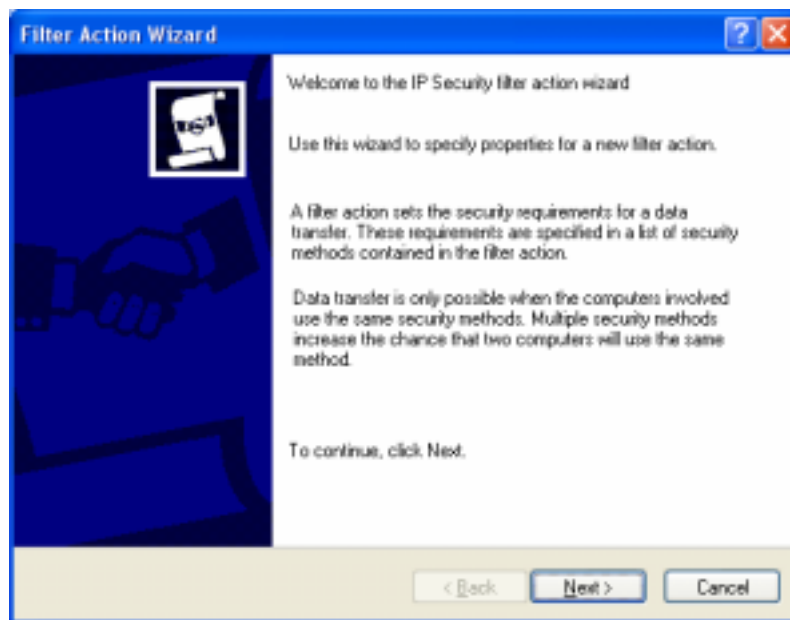 Filter Action Wizard
Welcome to the IP Security filter action wizard
Use this wizard to specify properties for a new filter action.
A filter action sets the security requirements for a data
transfer. These requirements are specified in a list of security
methods contained in the filter action.
Data transfer is only possible when the computers involved
use the same security methods. Multiple security methods
increase the chance that two computers will use the same
method.
To continue, click Next.
< Back
Next >
Cancel